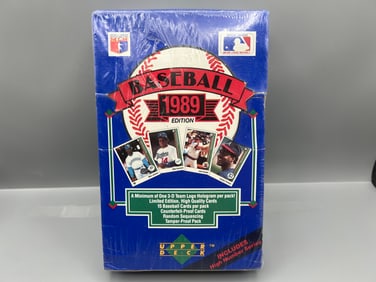 BASEBALL
1989
EDITION
A Minimum of One 3-D Team Logo Hologram per pack!
Limited Edition, High Quality Cards
15 Baseball Cards per pack
Counterfeit-Proof Cards
Random Sequencing
Tamper-Proof Pack
UPPER
DECK
TM
INCLUDES
High Number Series